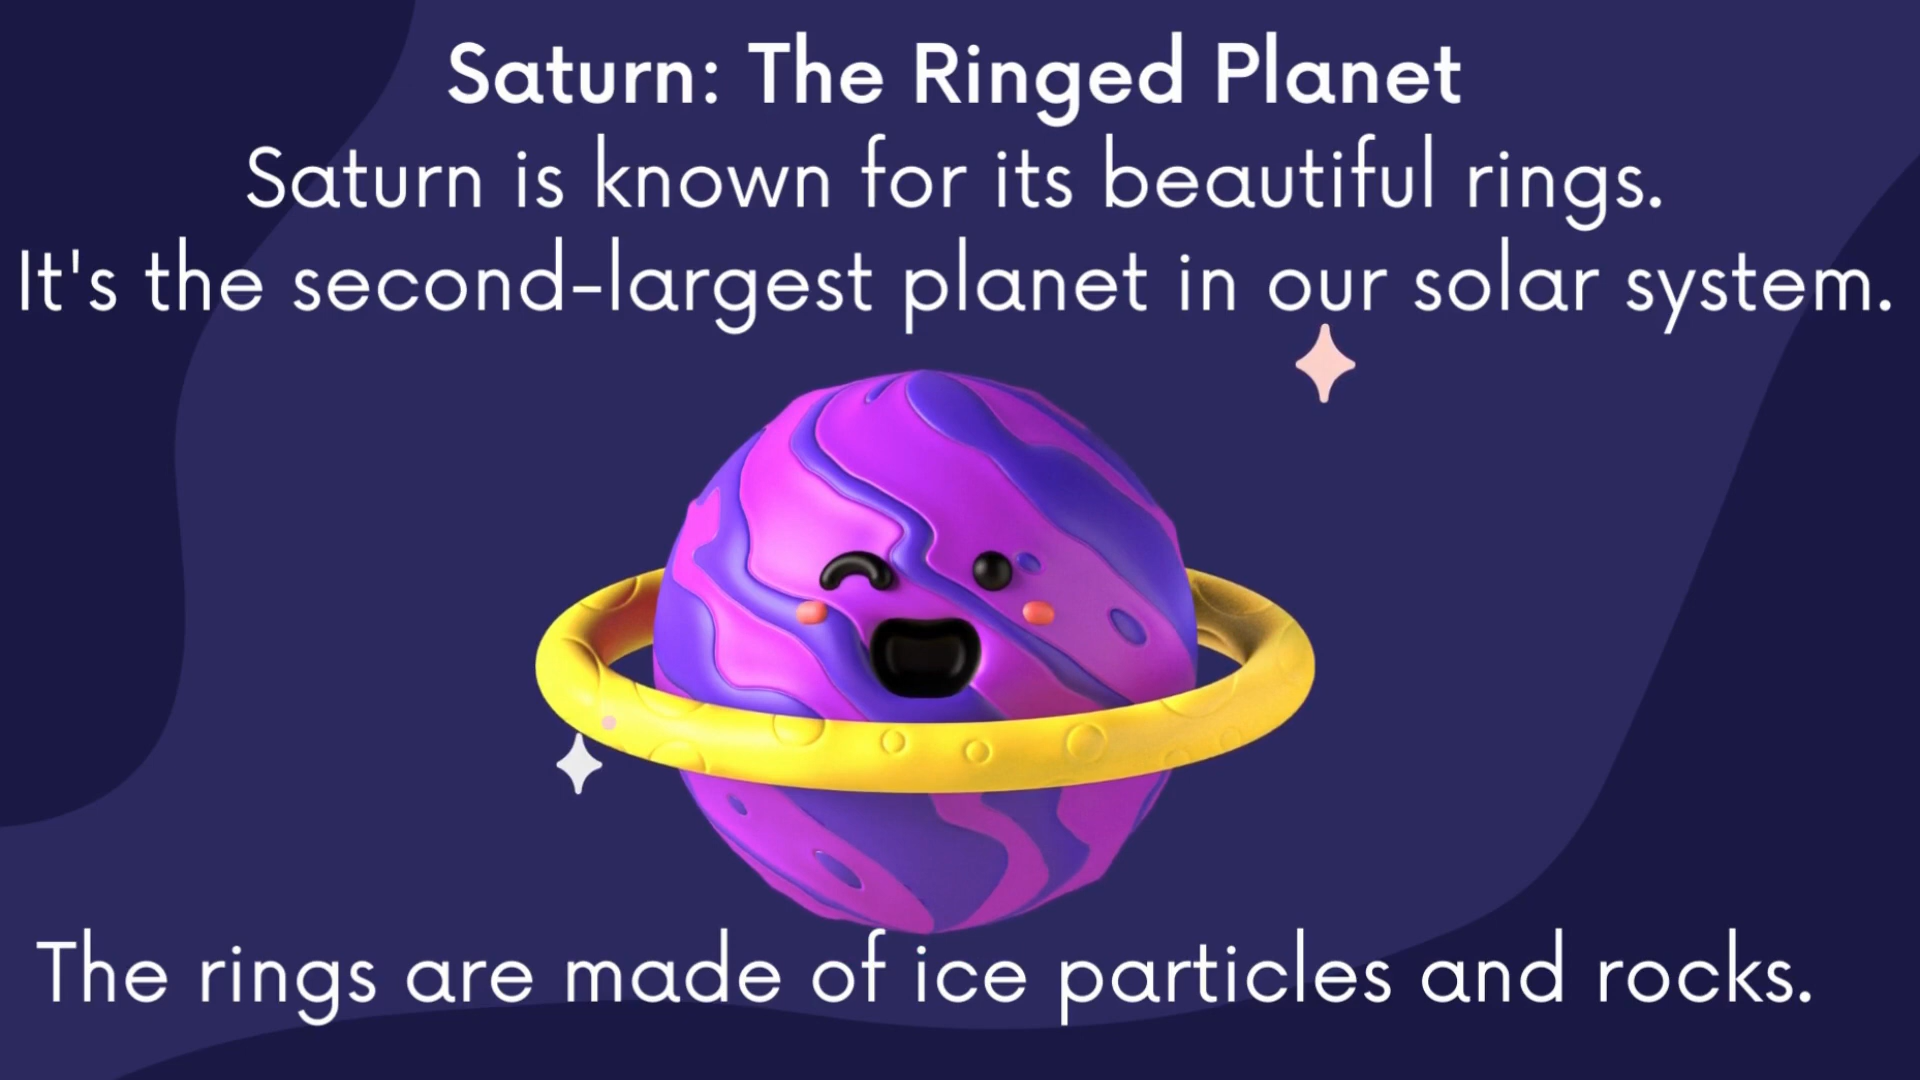 Saturn: The Ringed Planet
Saturn is known for its beautiful rings.
It's the second-largest planet in our solar system.
The rings are made of ice particles and rocks.